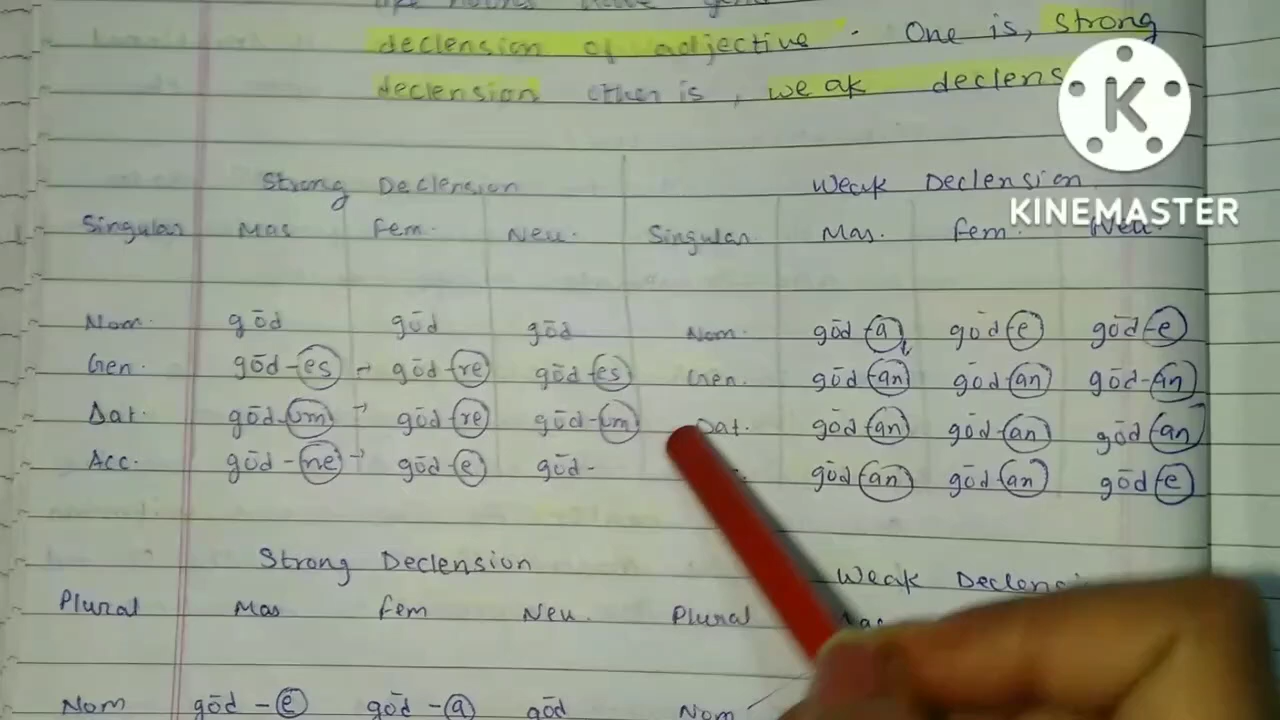 declension of adjective . One is, strong
declension other is, weak declens
K
KINEMASTER
Strong Declension Weak Declension
Singular Mas Fem. Neu. Singular. Mas. Fem. Neu.
Nom. gōd gōd gōd Nom. gōd a gōd e gōd-e
Gen. gōd-es gōd-re gōd-es Gen. gōd an gōd an gōd-an
Dat. gōd-um gōd-re gōd-um Dat. gōd an gōd-an gōd an
Acc. gōd-ne gōd-e gōd- gōd an gōd an gōd e
Strong Declension Weak Declensi
Plural Mas Fem Neu. Plural
Nom gōd-e gōd-a gōd Nom